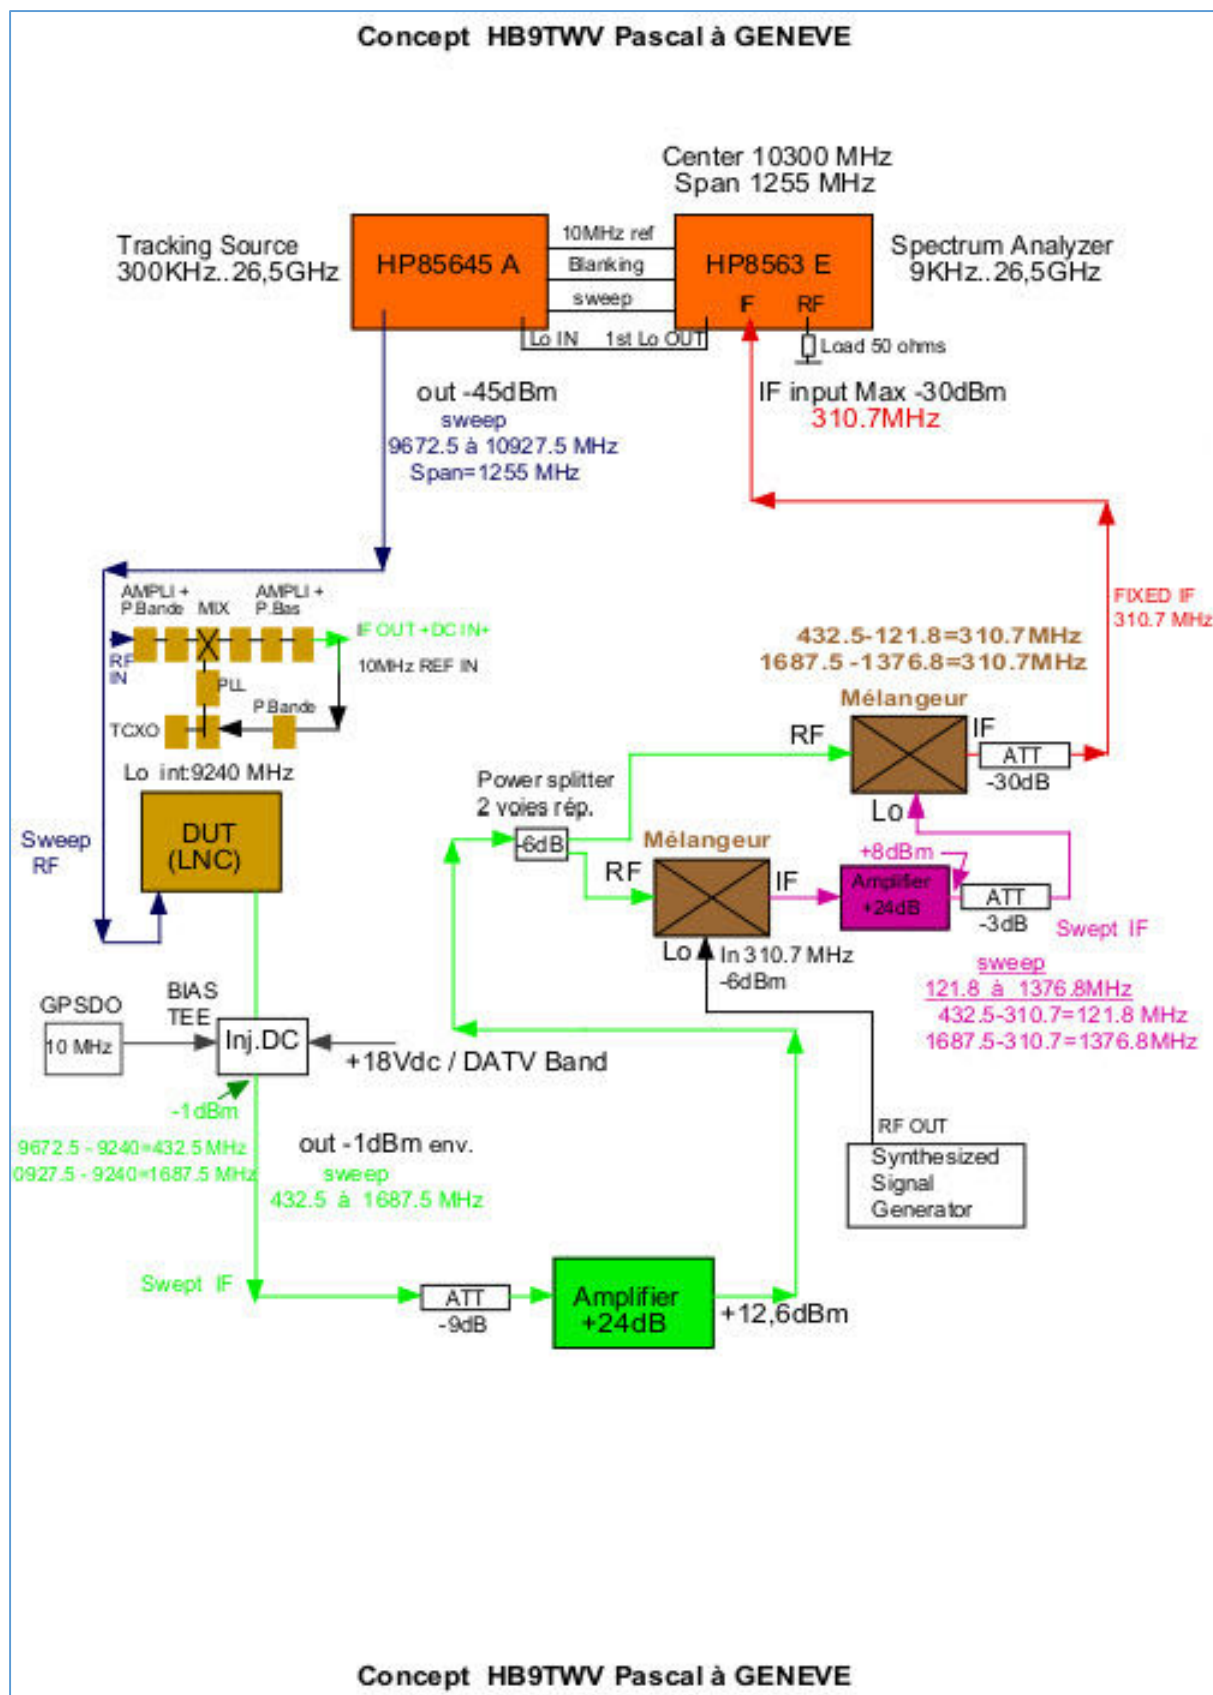 Concept HB9TWV Pascal à GENEVE
Center 10300 MHz
Span 1255 MHz
Tracking Source
300KHz..26,5GHz
HP85645 A
10MHz ref
Blanking
sweep
HP8563 E
IF RF
Spectrum Analyzer
9KHz..26,5GHz
Lo IN 1st Lo OUT
Load 50 ohms
out -45dBm
sweep
9672.5 à 10927.5 MHz
Span=1255 MHz
IF input Max -30dBm
310.7MHz
AMPLI +
P.Bande
MIX
AMPLI +
P.Bas
IF OUT +DC IN+
10MHz REF IN
RF
IN
PLL
P.Bande
TCXO
Lo int:9240 MHz
FIXED IF
310.7 MHz
432.5-121.8=310.7MHz
1687.5 -1376.8=310.7MHz
Mélangeur
RF
IF
ATT
-30dB
Lo
Power splitter
2 voies rép.
-6dB
Mélangeur
RF
IF
+8dBm
Amplifier
+24dB
ATT
-3dB
Swept IF
Sweep
RF
DUT
(LNC)
Lo
In 310.7 MHz
-6dBm
sweep
121.8 à 1376.8MHz
432.5-310.7=121.8 MHz
1687.5-310.7=1376.8MHz
GPSDO
10 MHz
BIAS
TEE
Inj.DC
+18Vdc / DATV Band
-1dBm
9672.5 - 9240=432.5 MHz
0927.5 - 9240=1687.5 MHz
out -1dBm env.
sweep
432.5 à 1687.5 MHz
RF OUT
Synthesized
Signal
Generator
Swept IF
ATT
-9dB
Amplifier
+24dB
+12,6dBm
Concept HB9TWV Pascal à GENEVE